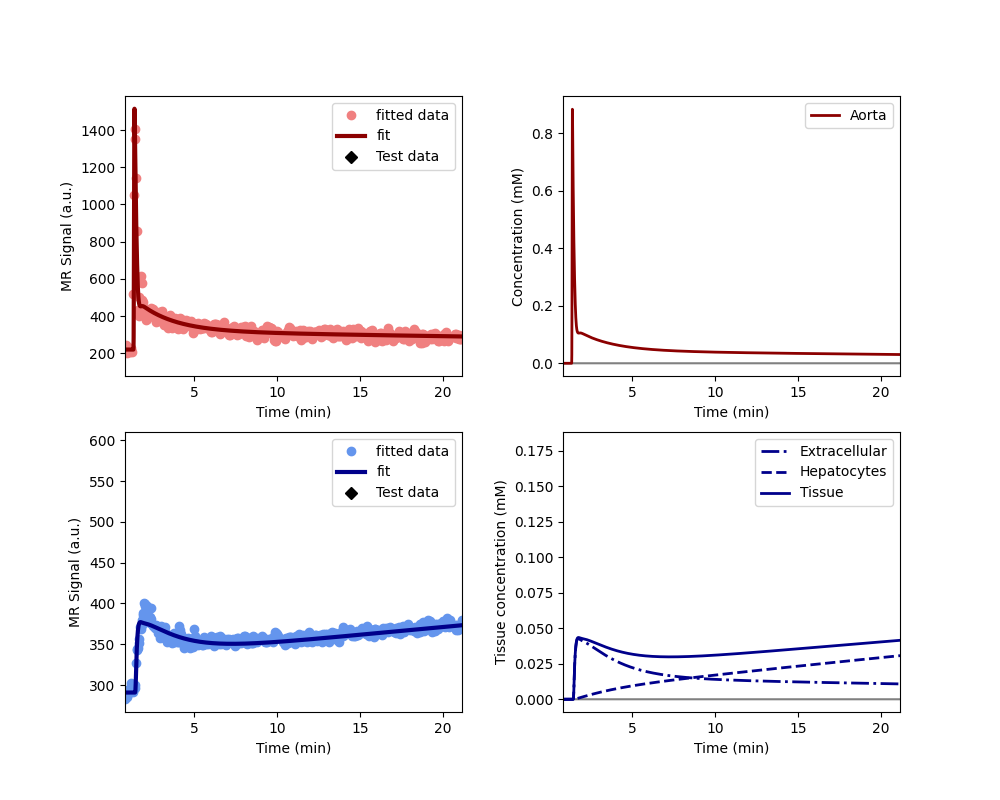 MR Signal (a.u.)
1400
1200
1000
800
600
400
200
5
10
15
20
Time (min)
fitted data
fit
Test data
Concentration (mM)
0.8
0.6
0.4
0.2
0.0
5
10
15
20
Time (min)
Aorta
MR Signal (a.u.)
600
550
500
450
400
350
300
5
10
15
20
Time (min)
fitted data
fit
Test data
Tissue concentration (mM)
0.175
0.150
0.125
0.100
0.075
0.050
0.025
0.000
5
10
15
20
Time (min)
Extracellular
Hepatocytes
Tissue